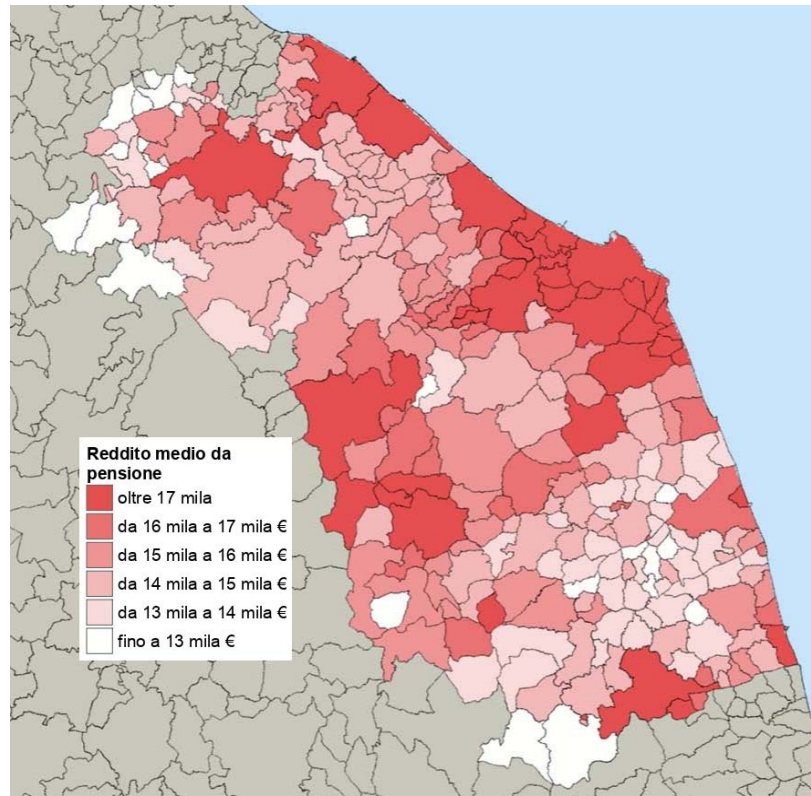 Reddito medio da
pensione
oltre 17 mila
da 16 mila a 17 mila €
da 15 mila a 16 mila €
da 14 mila a 15 mila €
da 13 mila a 14 mila €
fino a 13 mila €